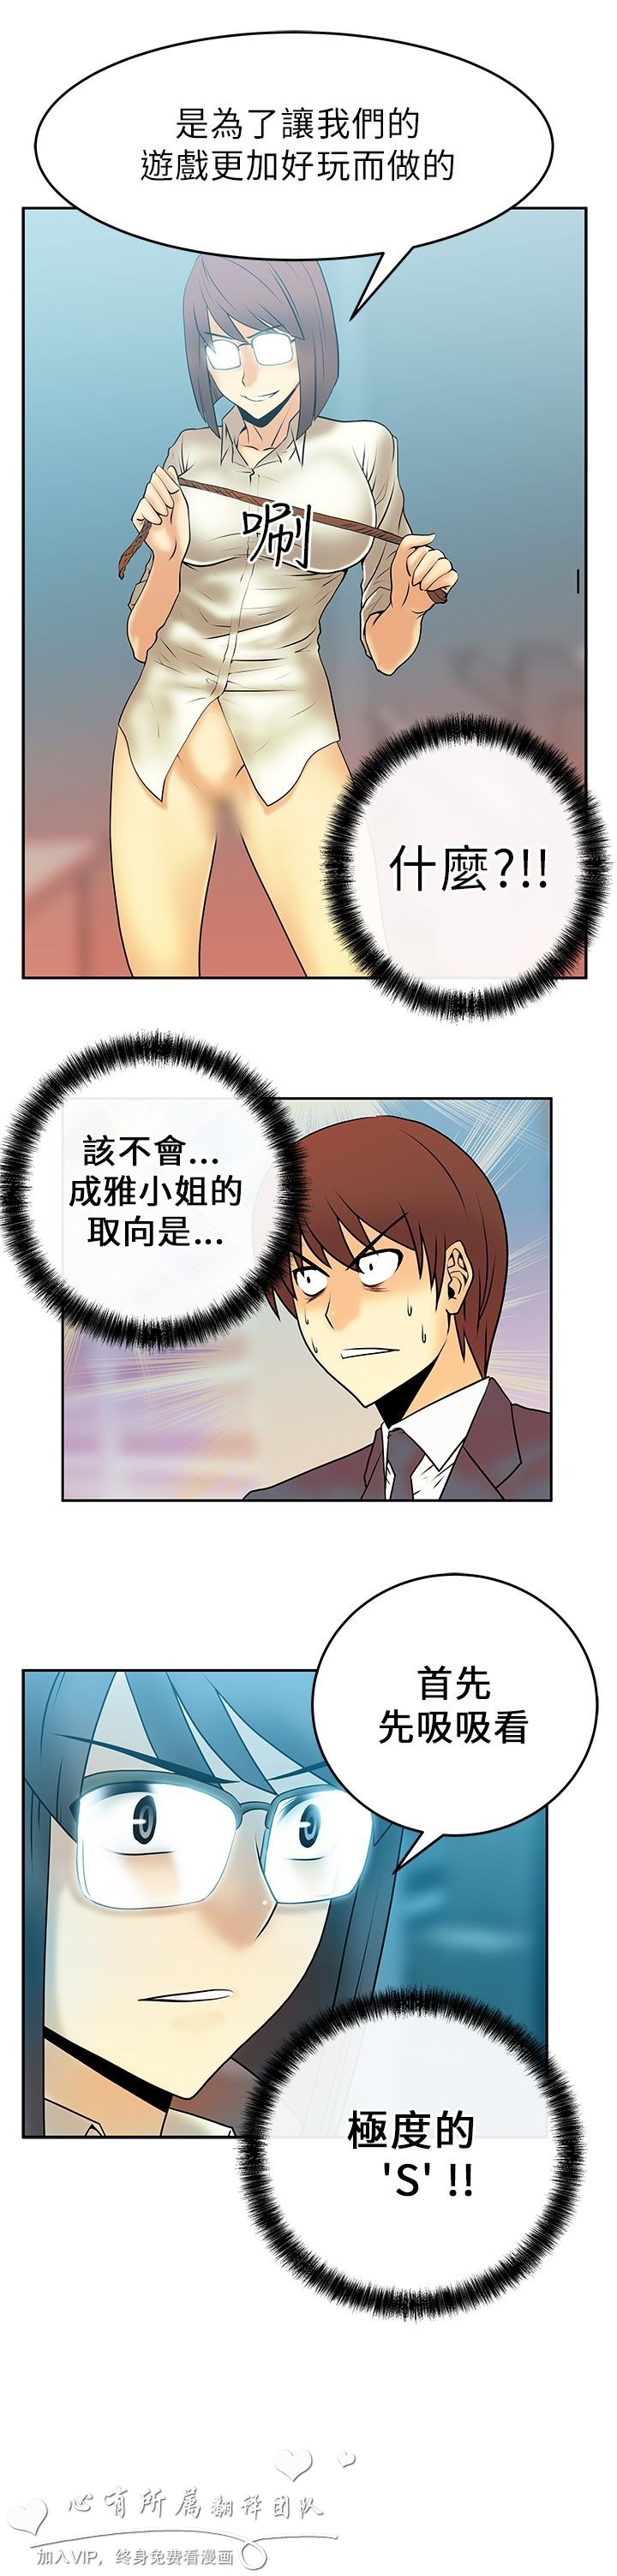 是為了讓我們的
遊戲更加好玩而做的
唰
什麼?!!
該不會...
成雅小姐的
取向是...
首先
先吸吸看
極度的
'S' !!
心有所属翻译团队
加入VIP，终身免费看漫画